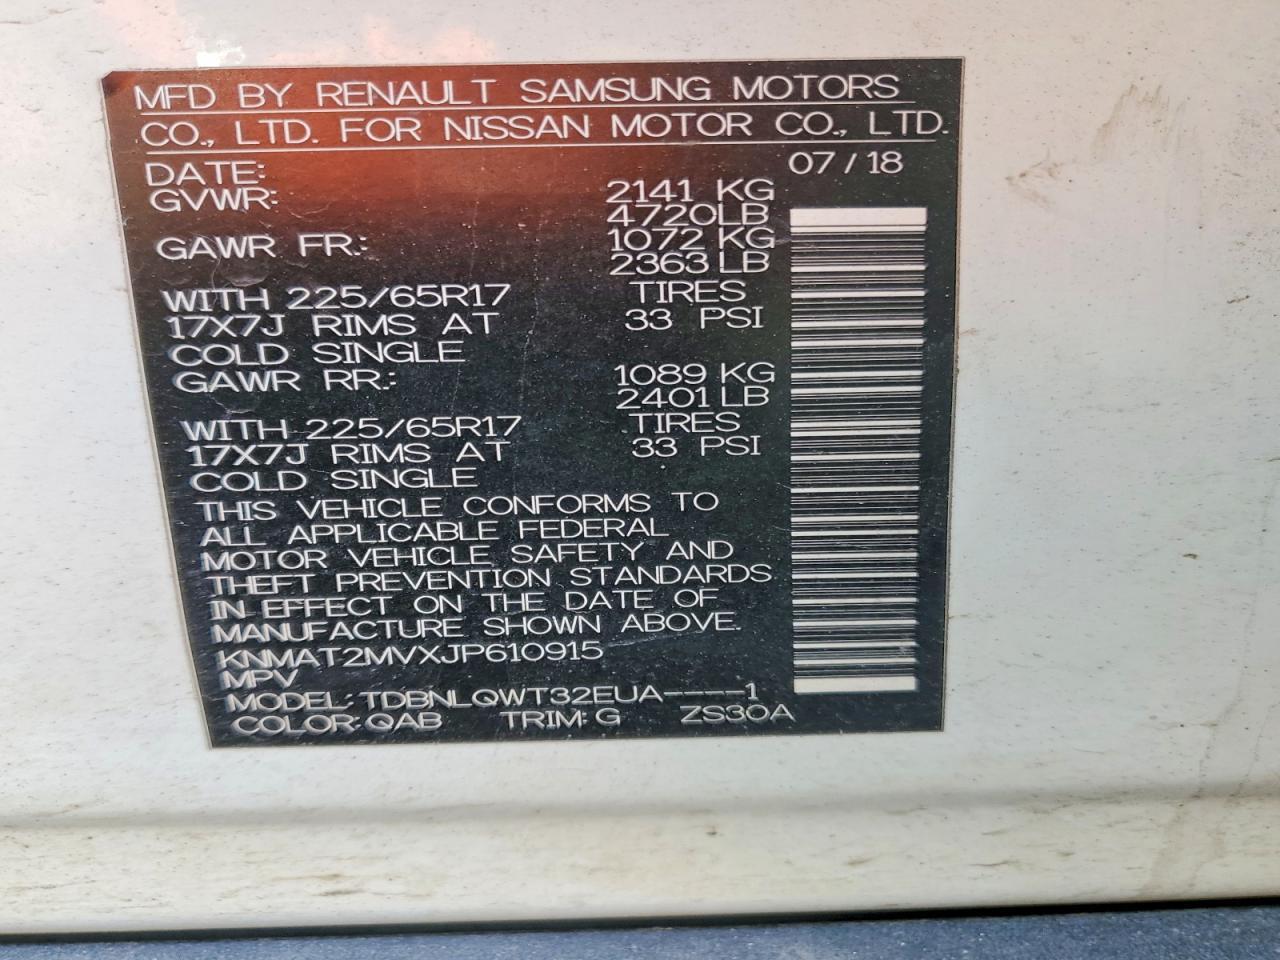 MFD BY RENAULT SAMSUNG MOTORS
CO., LTD. FOR NISSAN MOTOR CO., LTD.
DATE: 07/18
GVWR: 2141 KG
4720LB
GAWR FR.: 1072 KG
2363 LB
WITH 225/65R17 TIRES
17X7J RIMS AT 33 PSI
COLD SINGLE
GAWR RR.: 1089 KG
2401 LB
WITH 225/65R17 TIRES
17X7J RIMS AT 33 PSI
COLD SINGLE
THIS VEHICLE CONFORMS TO
ALL APPLICABLE FEDERAL
MOTOR VEHICLE SAFETY AND
THEFT PREVENTION STANDARDS
IN EFFECT ON THE DATE OF
MANUFACTURE SHOWN ABOVE.
KNMAT2MVXJP610915
MPV
MODEL: TDBNLQWT32EUA----1
COLOR: QAB TRIM: G ZS30A